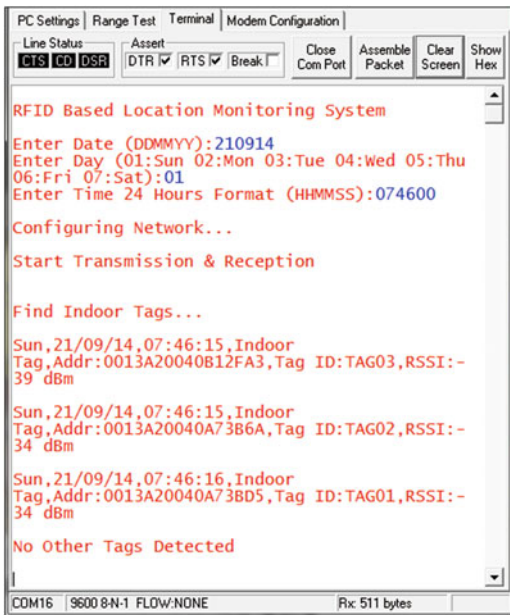 PC Settings Range Test Terminal Modem Configuration
Line Status Assert
CTS CD DSR DTR RTS Break
Close Com Port
Assemble Packet
Clear Screen
Show Hex
RFID Based Location Monitoring System
Enter Date (DDMMYY):210914
Enter Day (01:Sun 02:Mon 03:Tue 04:Wed 05:Thu
06:Fri 07:Sat):01
Enter Time 24 Hours Format (HHMMSS):074600
Configuring Network...
Start Transmission & Reception
Find Indoor Tags...
Sun,21/09/14,07:46:15,Indoor
Tag,Addr:0013A20040B12FA3,Tag ID:TAG03,RSSI:-
39 dBm
Sun,21/09/14,07:46:15,Indoor
Tag,Addr:0013A20040A73B6A,Tag ID:TAG02,RSSI:-
34 dBm
Sun,21/09/14,07:46:16,Indoor
Tag,Addr:0013A20040A73BD5,Tag ID:TAG01,RSSI:-
34 dBm
No Other Tags Detected
COM16 9600 8-N-1 FLOW:NONE Rx: 511 bytes